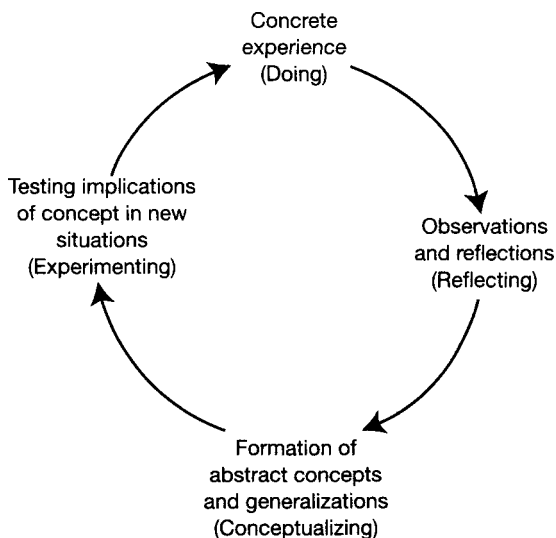 Concrete
experience
(Doing)
Observations
and reflections
(Reflecting)
Formation of
abstract concepts
and generalizations
(Conceptualizing)
Testing implications
of concept in new
situations
(Experimenting)